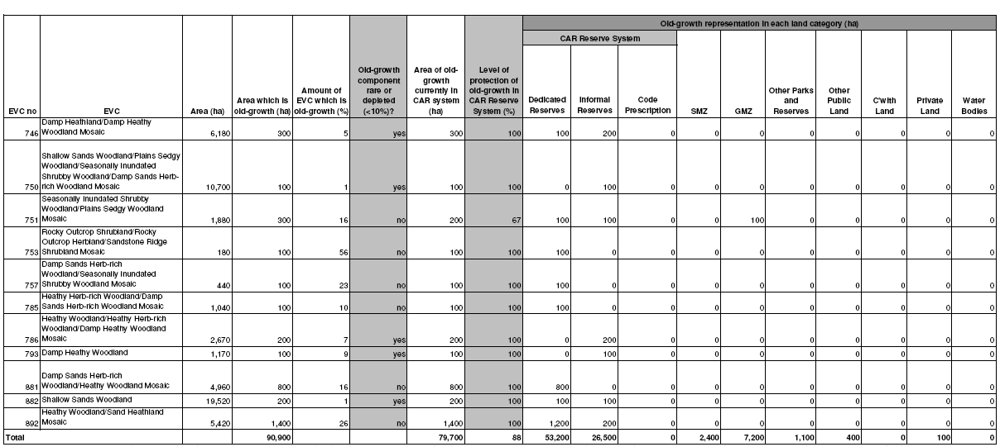 Old-growth representation in each land category (ha)
CAR Reserve System
EVC no EVC Area (ha) Area which is old-growth (ha) Amount of EVC which is old-growth (%) Old-growth component rare or depleted (<10%)? Area of old-growth currently in CAR system (ha) Level of protection of old-growth in CAR Reserve System (%) Dedicated Reserves Informal Reserves Code Prescription SMZ GMZ Other Parks and Reserves Other Public Land C'wlth Land Private Land Water Bodies
Damp Heathland/Damp Heathy
746 Woodland Mosaic 6,180 300 5 yes 300 100 100 200 0 0 0 0 0 0 0 0
Shallow Sands Woodland/Plains Sedgy
Woodland/Seasonally Inundated
Shrubby Woodland/Damp Sands Herb-
750 rich Woodland Mosaic 10,700 100 1 yes 100 100 0 100 0 0 0 0 0 0 0 0
Seasonally Inundated Shrubby
Woodland/Plains Sedgy Woodland
751 Mosaic 1,880 300 16 no 200 67 100 100 0 0 100 0 0 0 0 0
Rocky Outcrop Shrubland/Rocky
Outcrop Herbland/Sandstone Ridge
753 Shrubland Mosaic 180 100 56 no 100 100 100 0 0 0 0 0 0 0 0 0
Damp Sands Herb-rich
Woodland/Seasonally Inundated
757 Shrubby Woodland Mosaic 440 100 23 no 100 100 100 0 0 0 0 0 0 0 0 0
Heathy Herb-rich Woodland/Damp
785 Sands Herb-rich Woodland Mosaic 1,040 100 10 no 100 100 100 0 0 0 0 0 0 0 0 0
Heathy Woodland/Heathy Herb-rich
Woodland/Damp Heathy Woodland
786 Mosaic 2,670 200 7 yes 200 100 0 200 0 0 0 0 0 0 0 0
793 Damp Heathy Woodland 1,170 100 9 yes 100 100 0 100 0 0 0 0 0 0 0 0
Damp Sands Herb-rich
881 Woodland/Heathy Woodland Mosaic 4,960 800 16 no 800 100 800 0 0 0 0 0 0 0 0 0
882 Shallow Sands Woodland 19,520 200 1 yes 200 100 100 100 0 0 0 0 0 0 0 0
Heathy Woodland/Sand Heathland
892 Mosaic 5,420 1,400 26 no 1,400 100 1,200 200 0 0 0 0 0 0 0 0
Total 90,900 79,700 88 53,200 26,500 0 2,400 7,200 1,100 400 0 100 0